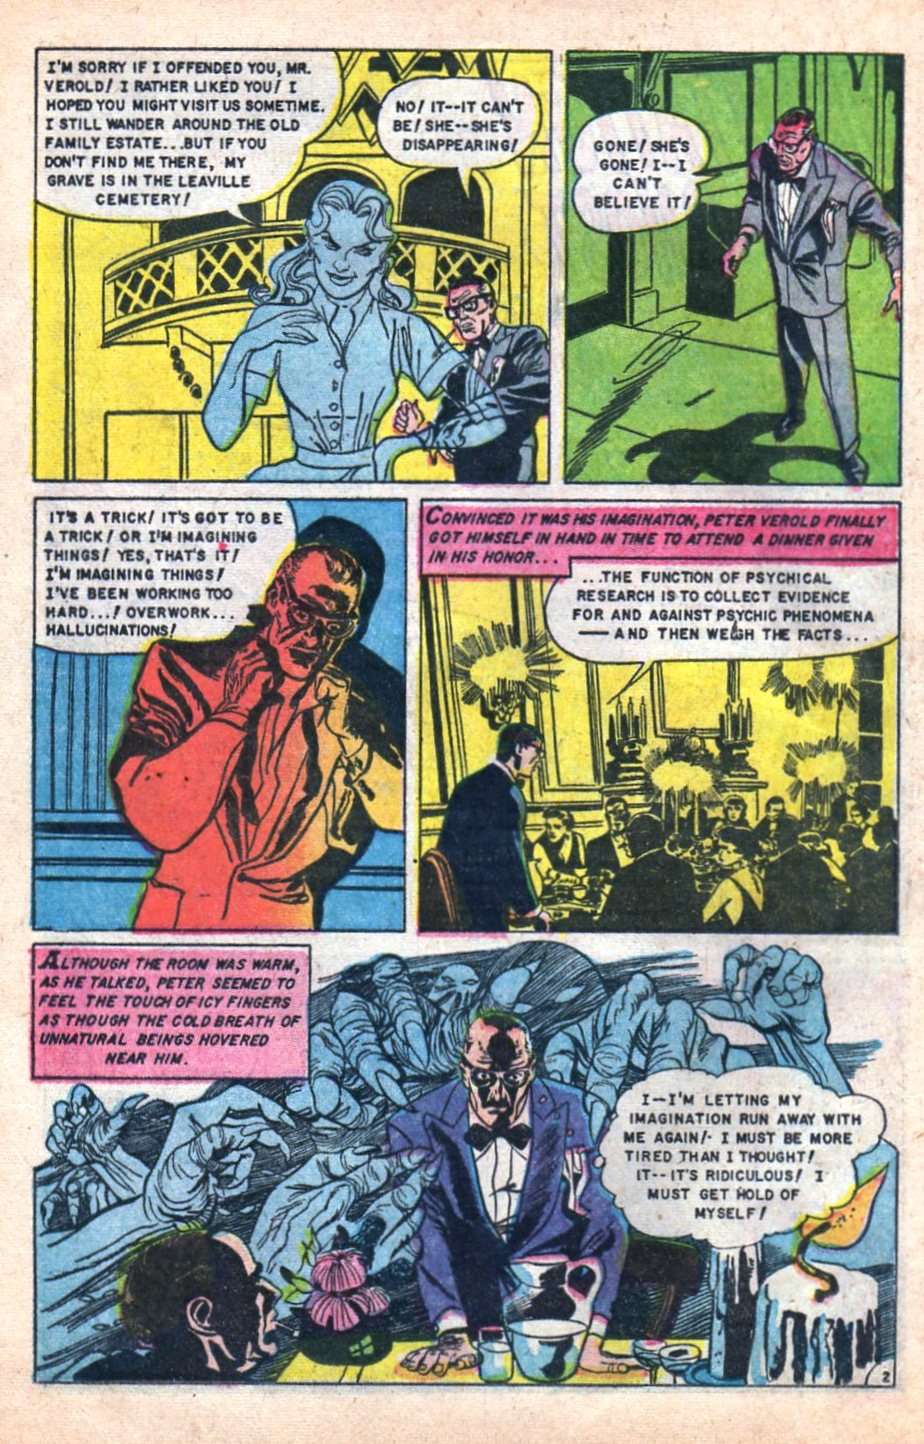 I'M SORRY IF I OFFENDED YOU, MR.
VEROLD! I RATHER LIKED YOU! I
HOPED YOU MIGHT VISIT US SOMETIME.
I STILL WANDER AROUND THE OLD
FAMILY ESTATE...BUT IF YOU
DON'T FIND ME THERE, MY
GRAVE IS IN THE LEAVILLE
CEMETERY!
NO! IT--IT CAN'T
BE! SHE--SHE'S
DISAPPEARING!
GONE! SHE'S
GONE! I--I
CAN'T
BELIEVE IT!
IT'S A TRICK! IT'S GOT TO BE
A TRICK! OR I'M IMAGINING
THINGS! YES, THAT'S IT!
I'M IMAGINING THINGS!
I'VE BEEN WORKING TOO
HARD...! OVERWORK...
HALLUCINATIONS!
CONVINCED IT WAS HIS IMAGINATION, PETER VEROLD FINALLY
GOT HIMSELF IN HAND IN TIME TO ATTEND A DINNER GIVEN
IN HIS HONOR...
...THE FUNCTION OF PSYCHICAL
RESEARCH IS TO COLLECT EVIDENCE
FOR AND AGAINST PSYCHIC PHENOMENA
— AND THEN WEIGH THE FACTS...
ALTHOUGH THE ROOM WAS WARM,
AS HE TALKED, PETER SEEMED TO
FEEL THE TOUCH OF ICY FINGERS
AS THOUGH THE COLD BREATH OF
UNNATURAL BEINGS HOVERED
NEAR HIM.
I--I'M LETTING MY
IMAGINATION RUN AWAY WITH
ME AGAIN! I MUST BE MORE
TIRED THAN I THOUGHT!
IT--IT'S RIDICULOUS! I
MUST GET HOLD OF
MYSELF!
2